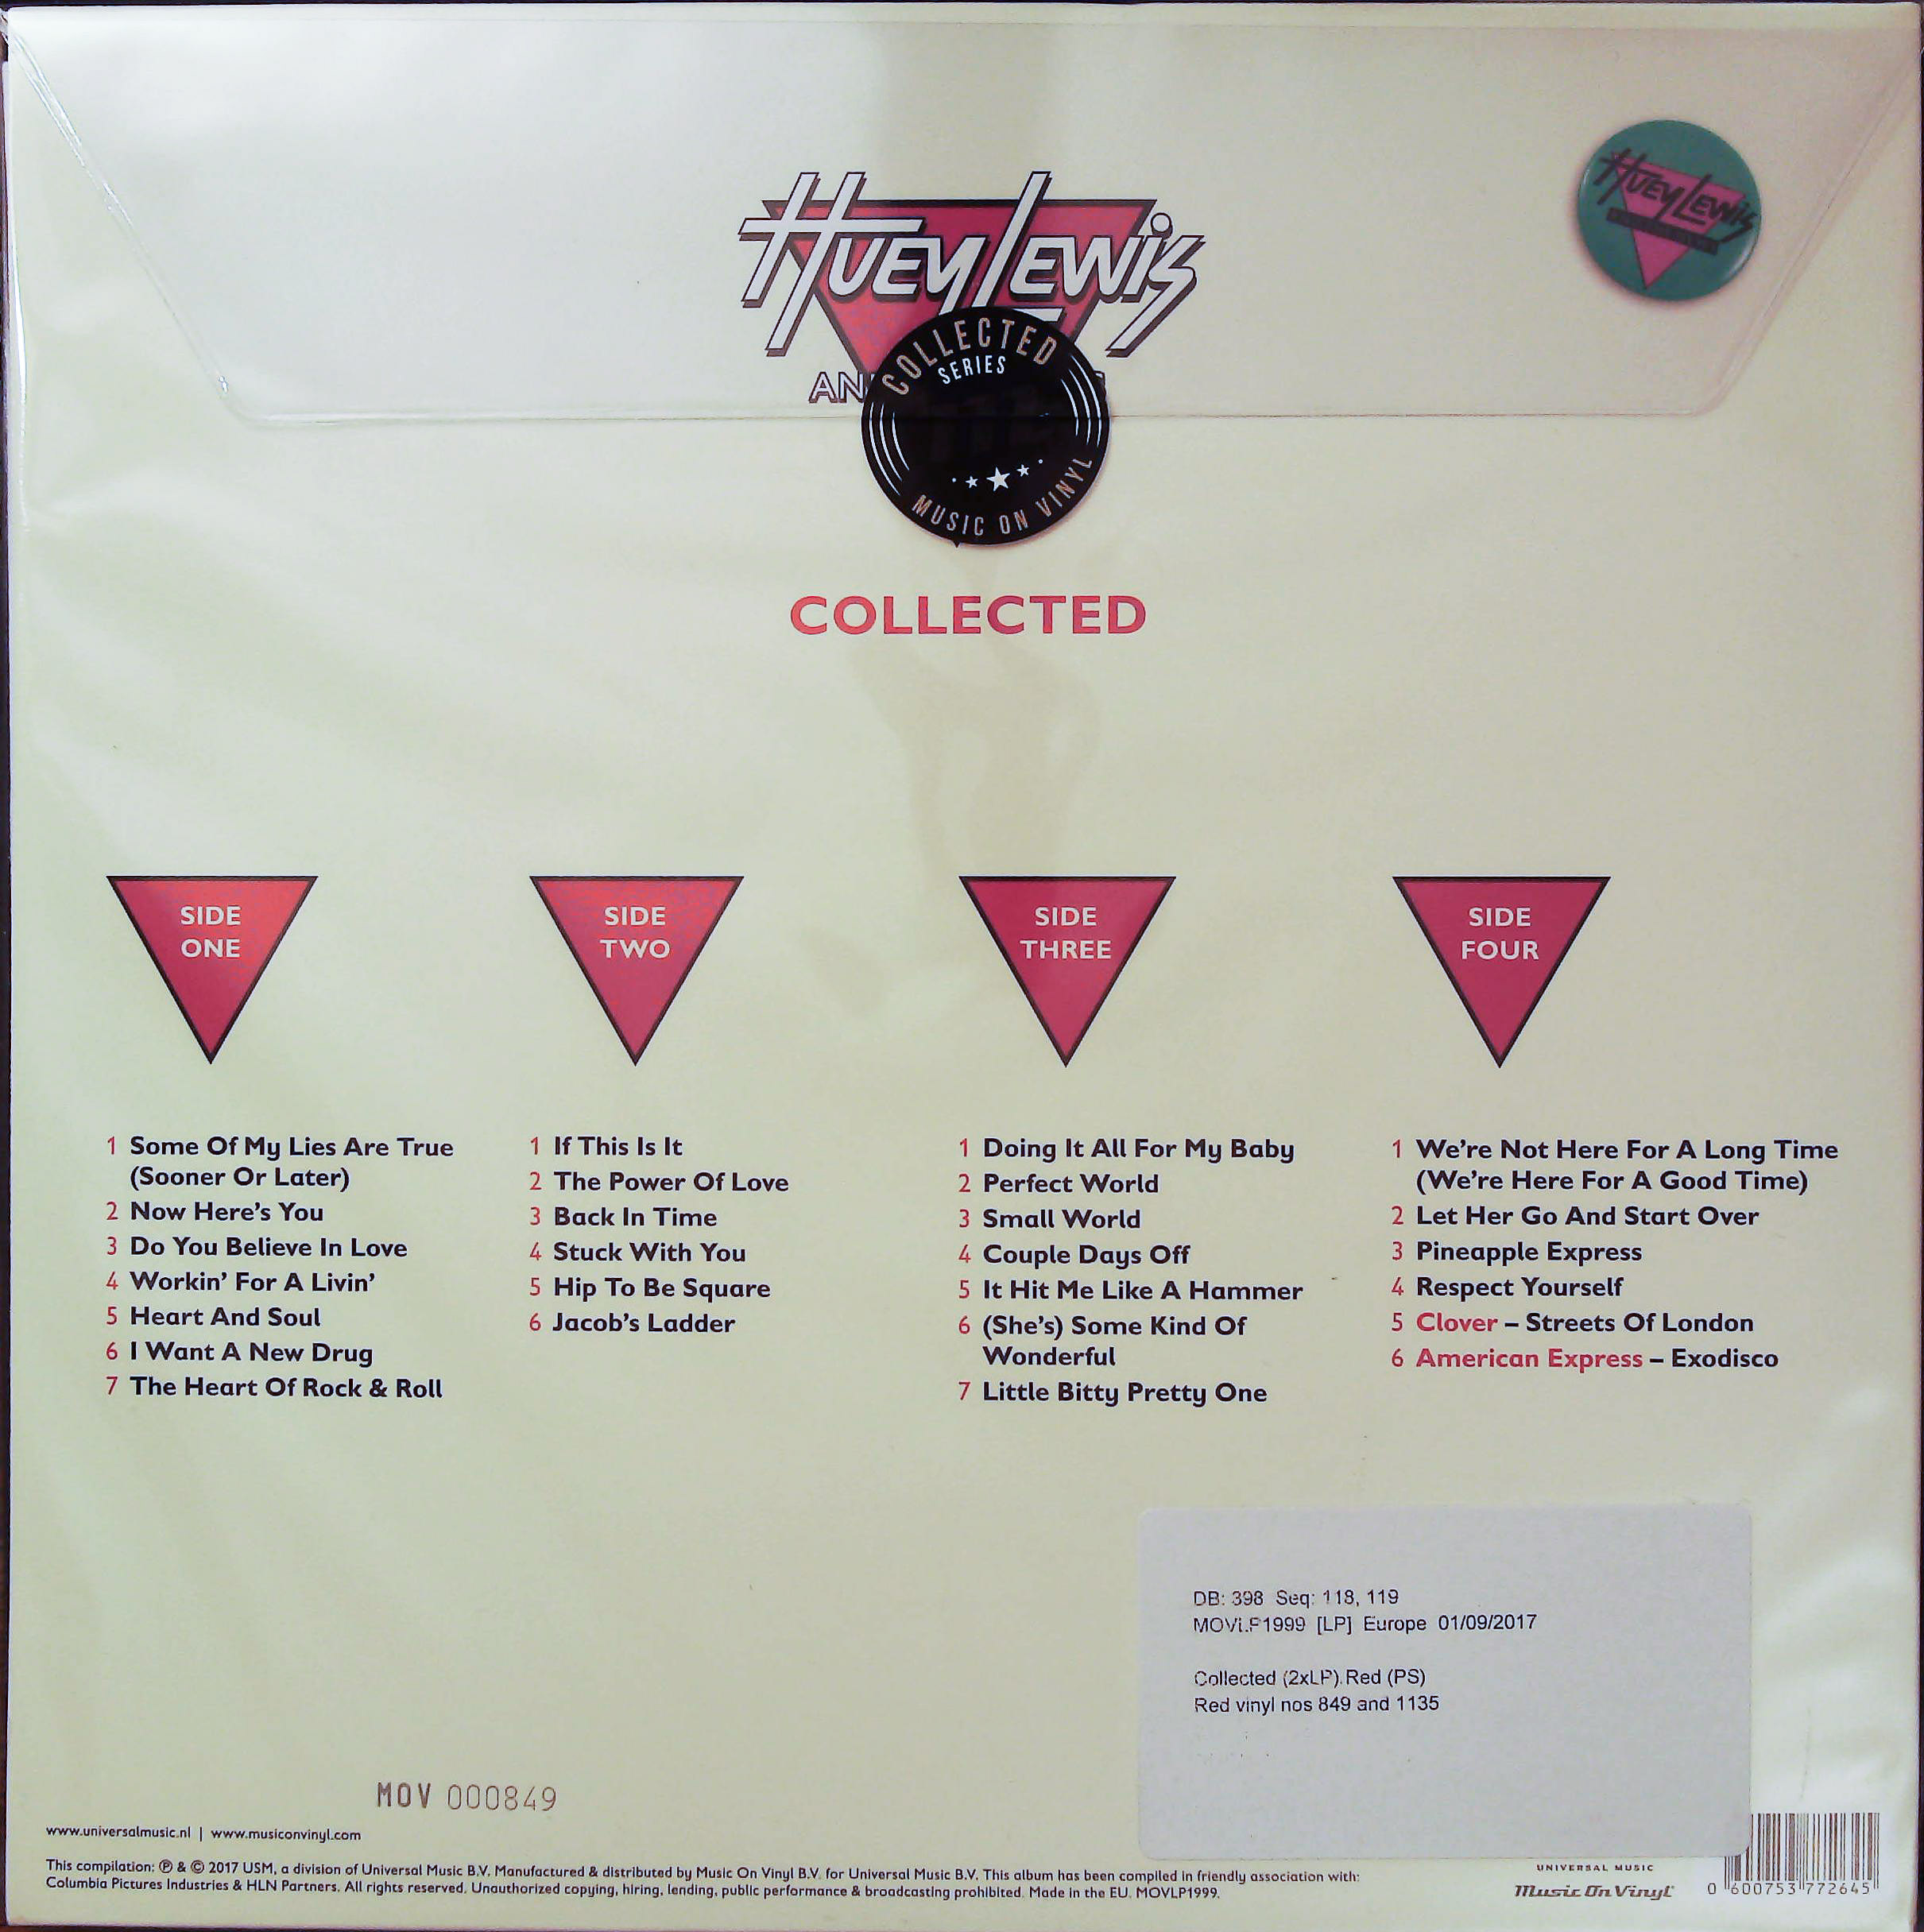 HUEY LEWIS
HUEY LEWIS
COLLECTED
SERIES
MUSIC ON VINYL
COLLECTED
SIDE
ONE
1 Some Of My Lies Are True
(Sooner Or Later)
2 Now Here's You
3 Do You Believe In Love
4 Workin' For A Livin'
5 Heart And Soul
6 I Want A New Drug
7 The Heart Of Rock & Roll
SIDE
TWO
1 If This Is It
2 The Power Of Love
3 Back In Time
4 Stuck With You
5 Hip To Be Square
6 Jacob's Ladder
SIDE
THREE
1 Doing It All For My Baby
2 Perfect World
3 Small World
4 Couple Days Off
5 It Hit Me Like A Hammer
6 (She's) Some Kind Of
Wonderful
7 Little Bitty Pretty One
SIDE
FOUR
1 We're Not Here For A Long Time
(We're Here For A Good Time)
2 Let Her Go And Start Over
3 Pineapple Express
4 Respect Yourself
5 Clover – Streets Of London
6 American Express – Exodisco
DB: 398 Seq: 118, 119
MOVLP1999 [LP] Europe 01/09/2017
Collected (2xLP) Red (PS)
Red vinyl nos 849 and 1135
MOV 000849
www.universalmusic.nl | www.musiconvinyl.com
This compilation: ℗ & © 2017 USM, a division of Universal Music B.V. Manufactured & distributed by Music On Vinyl B.V. for Universal Music B.V. This album has been compiled in friendly association with:
Columbia Pictures Industries & HLN Partners. All rights reserved. Unauthorized copying, hiring, lending, public performance & broadcasting prohibited. Made in the EU. MOVLP1999.
UNIVERSAL MUSIC
Music On Vinyl
0 600753 772645